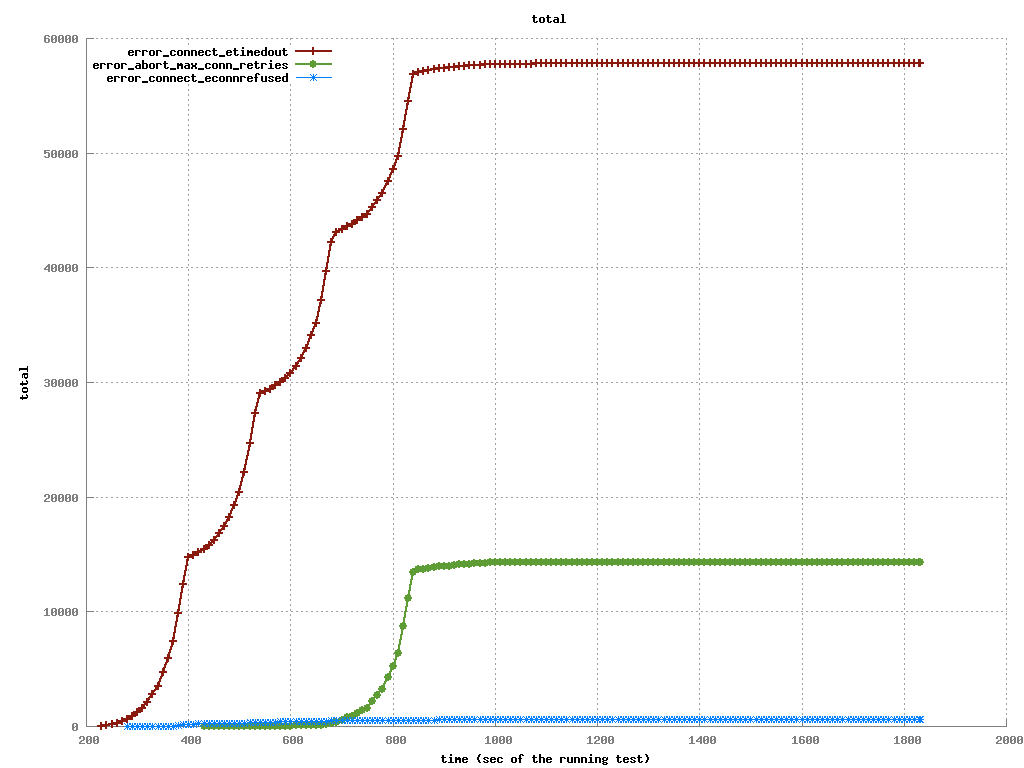 total
60000
50000
40000
30000
20000
10000
0
total
error_connect_etimedout
error_abort_max_conn_retries
error_connect_econnrefused
200 400 600 800 1000 1200 1400 1600 1800 2000
time (sec of the running test)